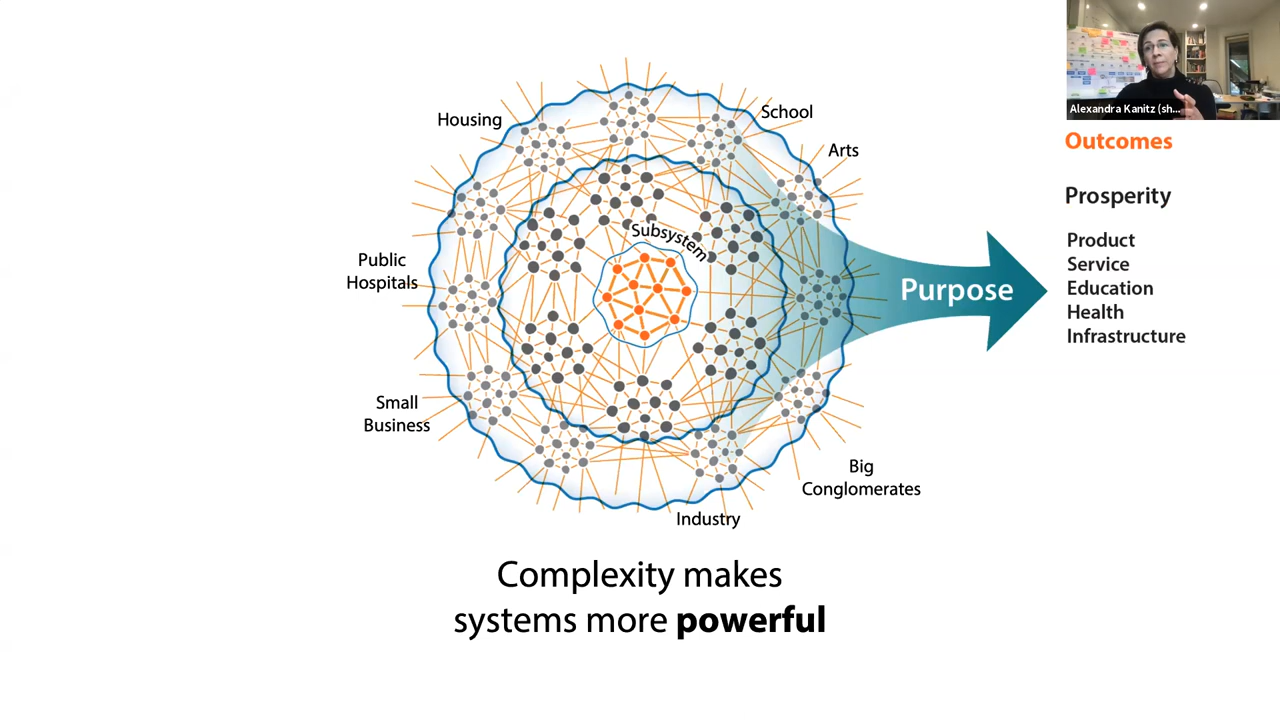 Alexandra Kanitz (sh...
Outcomes
Prosperity
Product
Service
Education
Health
Infrastructure
Housing
School
Arts
Subsystem
Public
Hospitals
Purpose
Small
Business
Big
Conglomerates
Industry
Complexity makes
systems more powerful